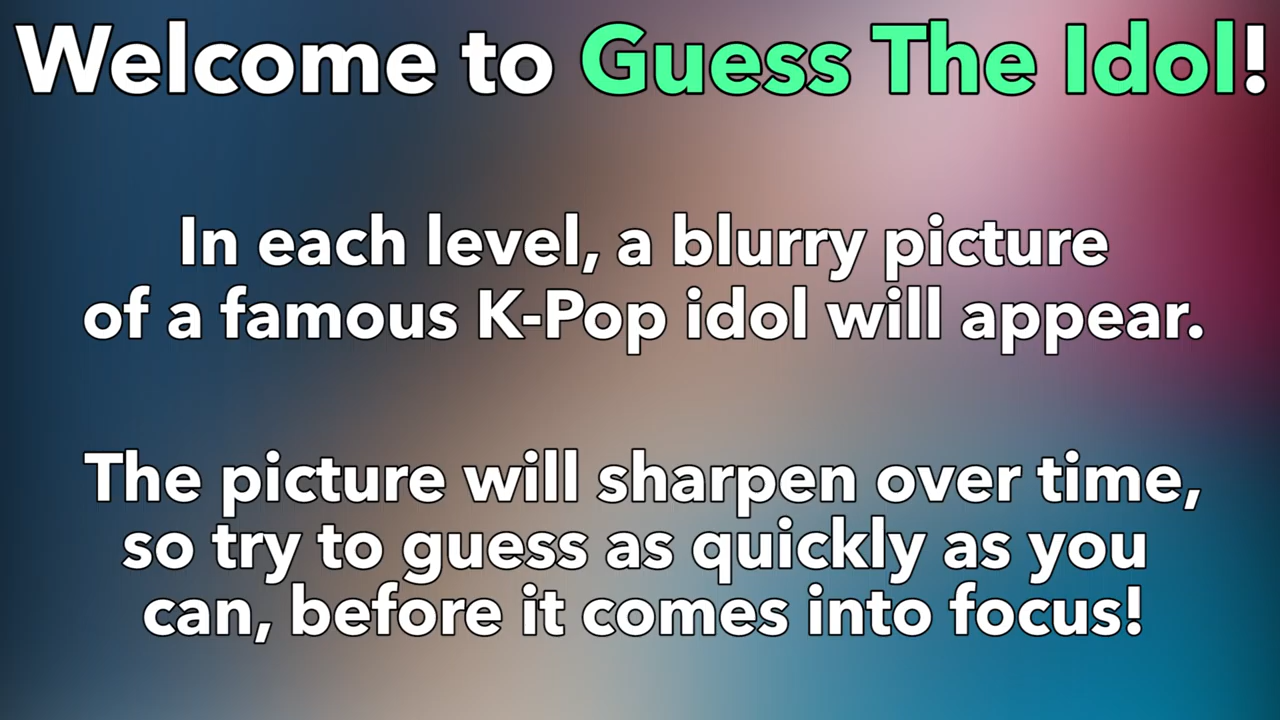 Welcome to Guess The Idol!
In each level, a blurry picture
of a famous K-Pop idol will appear.
The picture will sharpen over time,
so try to guess as quickly as you
can, before it comes into focus!